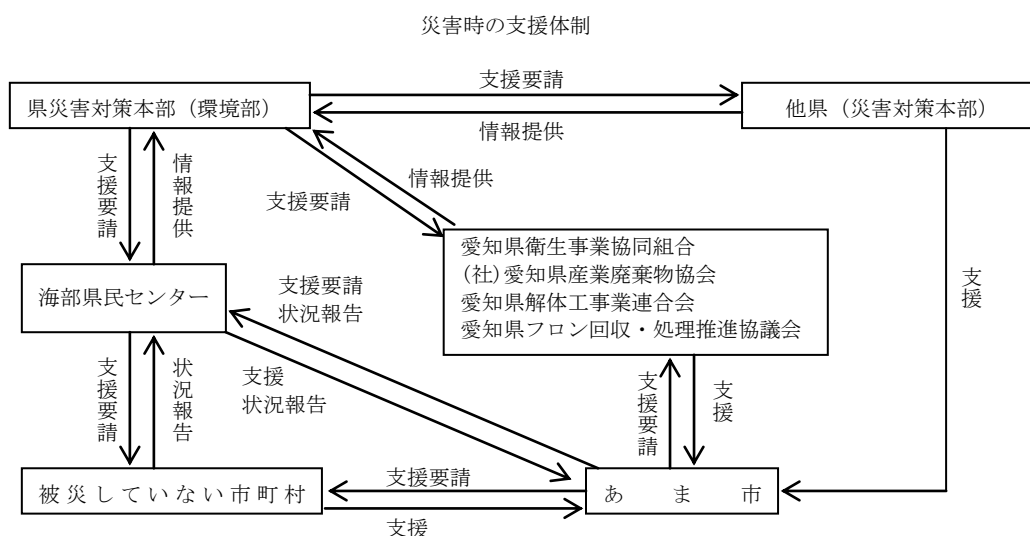 災害時の支援体制
支援要請
県災害対策本部（環境部）
他県（災害対策本部）
情報提供
支援要請
情報提供
情報提供
支援要請
愛知県衛生事業協同組合
(社)愛知県産業廃棄物協会
愛知県解体工事業連合会
愛知県フロン回収・処理推進協議会
支援
海部県民センター
支援要請
状況報告
支援
状況報告
支援要請
状況報告
支援要請
支援
被災していない市町村
支援要請
あま市
支援